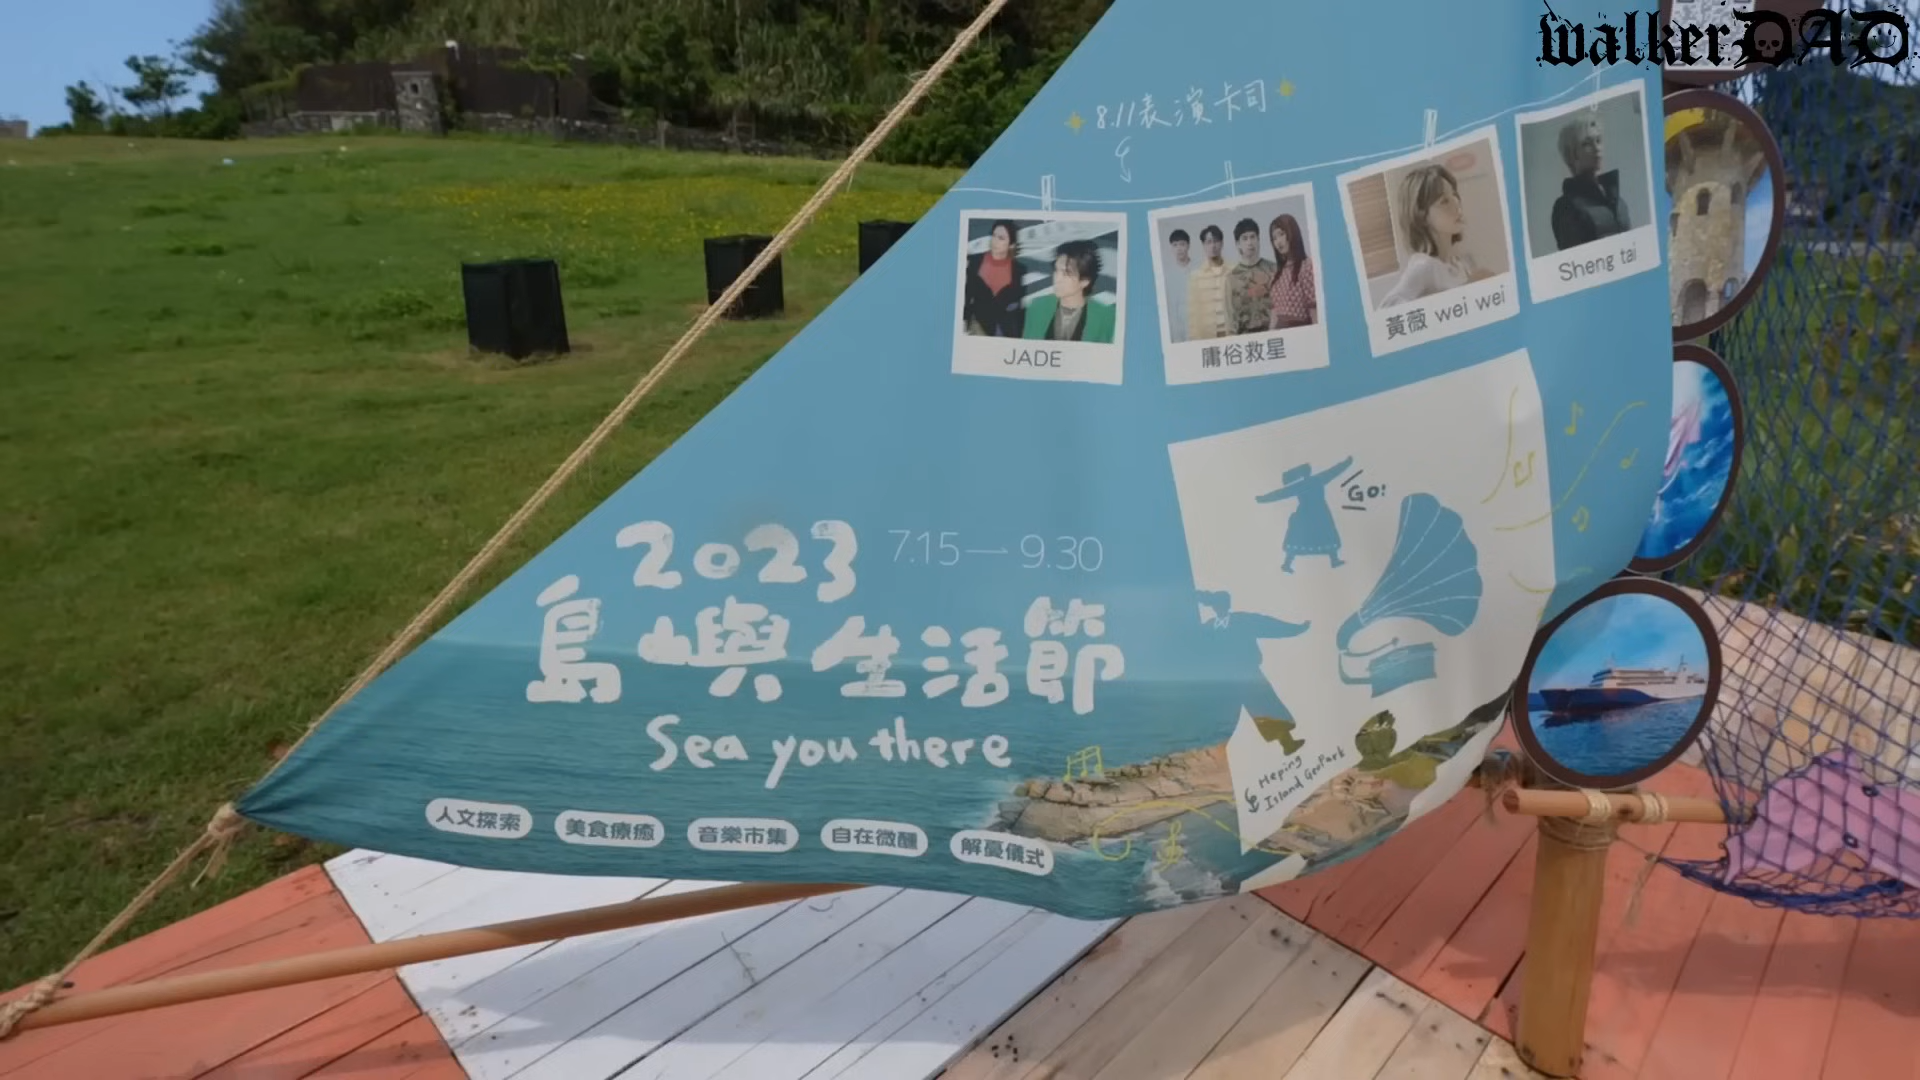 walkerDAD
8.11表演卡司
JADE
庸俗救星
黃薇 wei wei
Sheng tai
GO!
2023 7.15—9.30
島嶼生活節
Sea you there
Heping
Island GeoPark
人文探索 美食療癒 音樂市集 自在微醺 解憂儀式